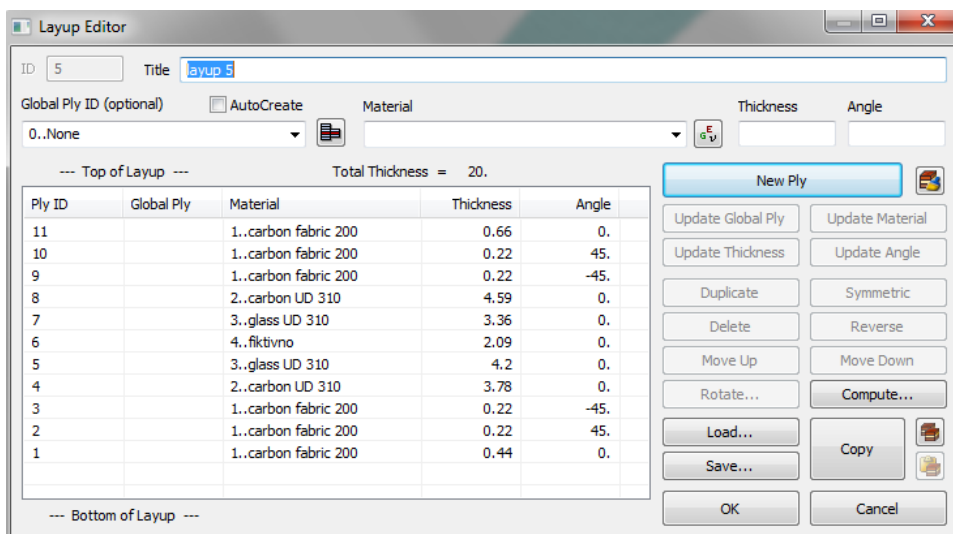 Layup Editor
ID 5 Title layup 5
Global Ply ID (optional) AutoCreate Material Thickness Angle
0..None G E ν
--- Top of Layup --- Total Thickness = 20. New Ply
Ply ID Global Ply Material Thickness Angle
Update Global Ply Update Material
11 1..carbon fabric 200 0.66 0.
10 1..carbon fabric 200 0.22 45.
Update Thickness Update Angle
9 1..carbon fabric 200 0.22 -45.
8 2..carbon UD 310 4.59 0.
Duplicate Symmetric
7 3..glass UD 310 3.36 0.
Delete Reverse
6 4..fiktivno 2.09 0.
5 3..glass UD 310 4.2 0.
Move Up Move Down
4 2..carbon UD 310 3.78 0.
Rotate... Compute...
3 1..carbon fabric 200 0.22 -45.
2 1..carbon fabric 200 0.22 45.
Load... Copy
1 1..carbon fabric 200 0.44 0.
Save...
--- Bottom of Layup --- OK Cancel